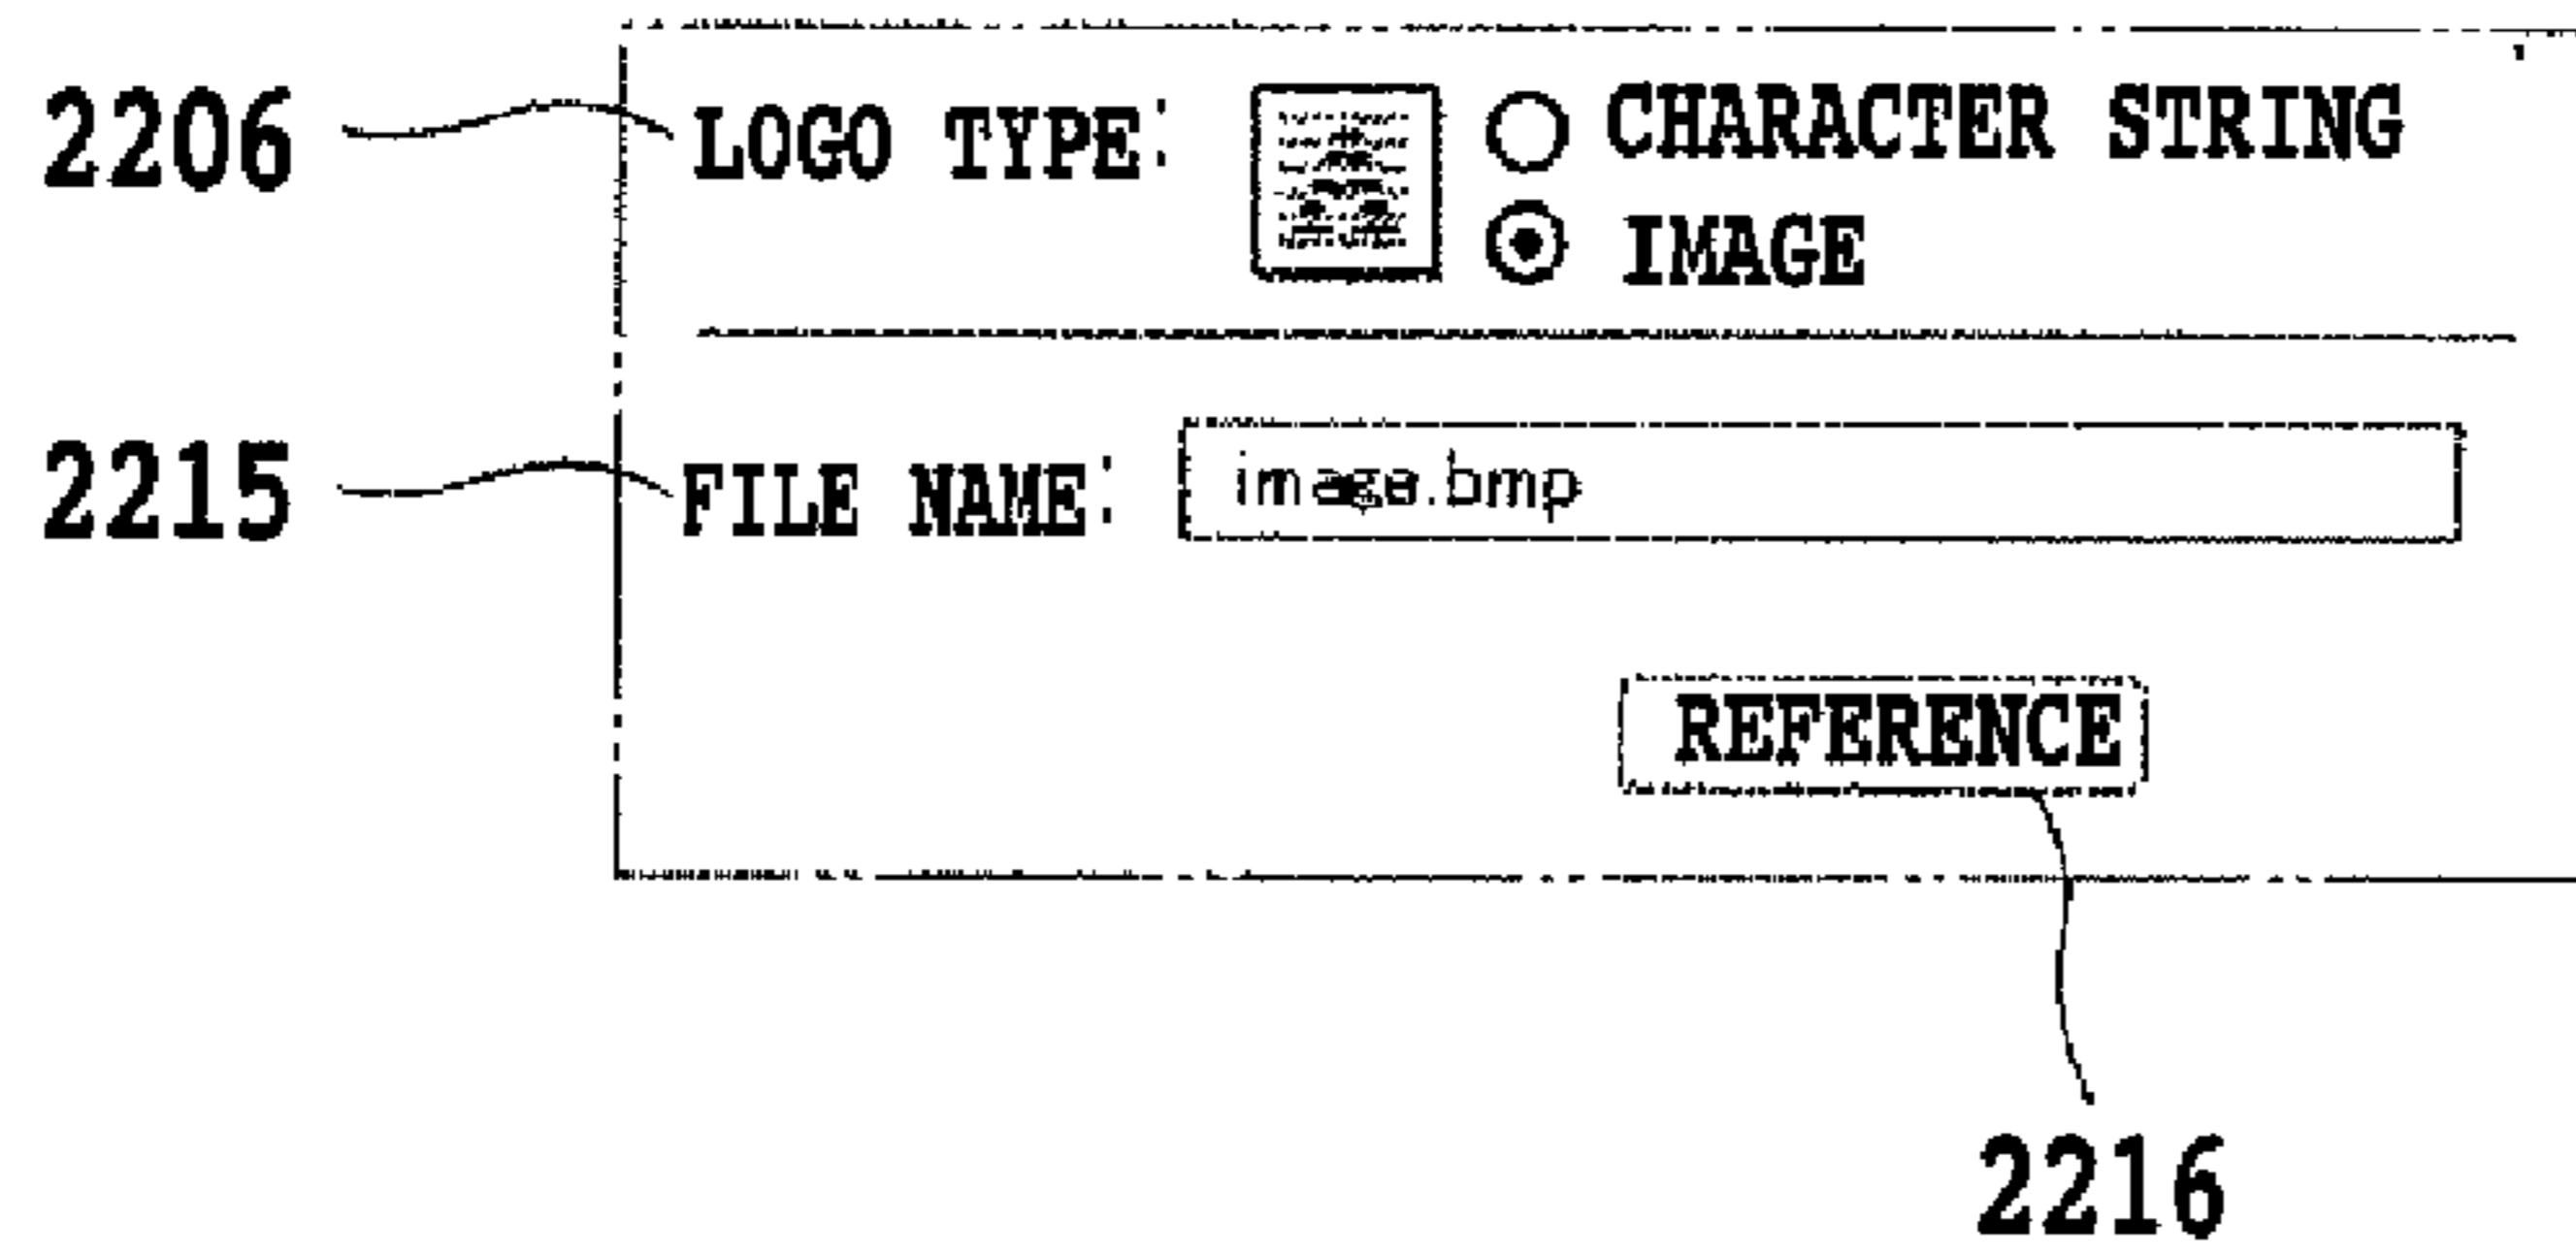 2206 LOGO TYPE: CHARACTER STRING
IMAGE
2215 FILE NAME: image.bmp
REFERENCE
2216